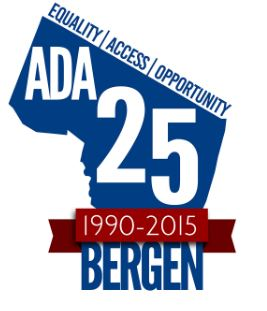 EQUALITY | ACCESS | OPPORTUNITY
ADA
25
1990-2015
BERGEN